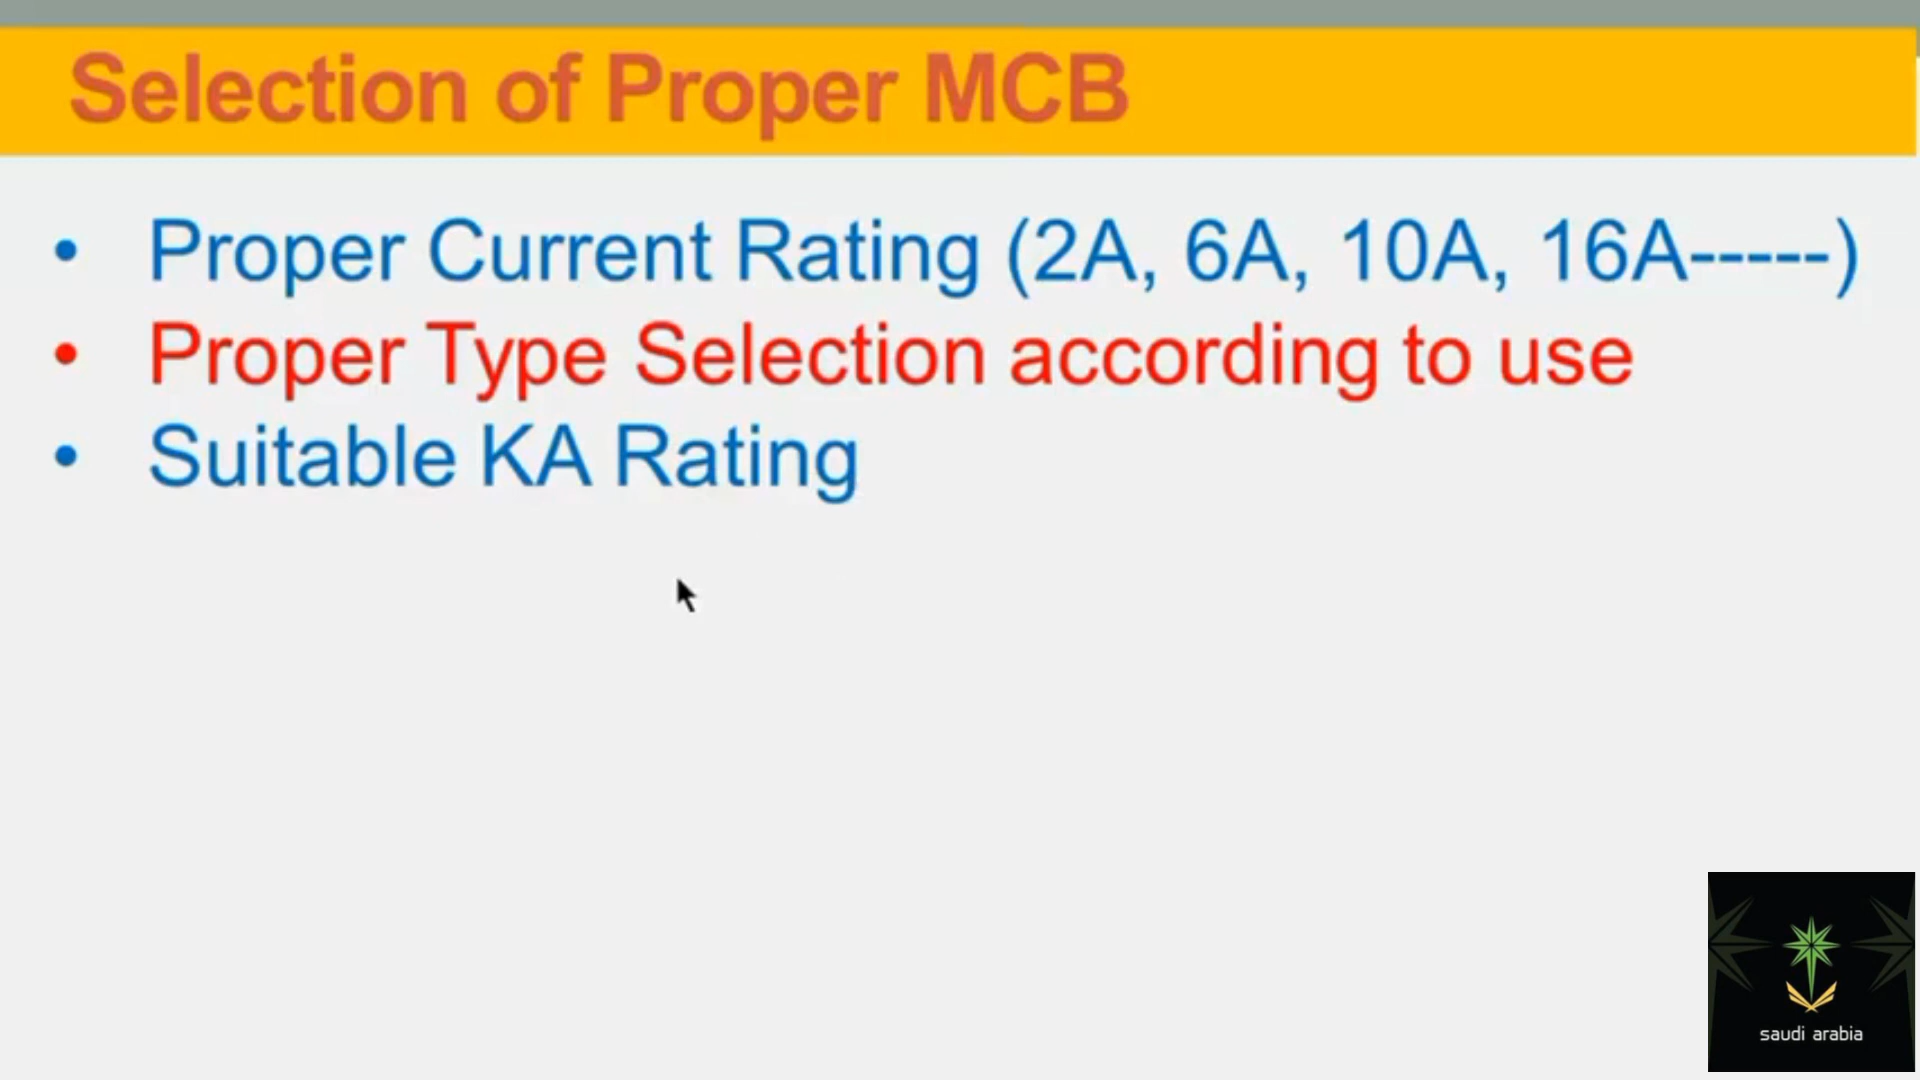 Selection of Proper MCB
• Proper Current Rating (2A, 6A, 10A, 16A-----)
• Proper Type Selection according to use
• Suitable KA Rating
saudi arabia